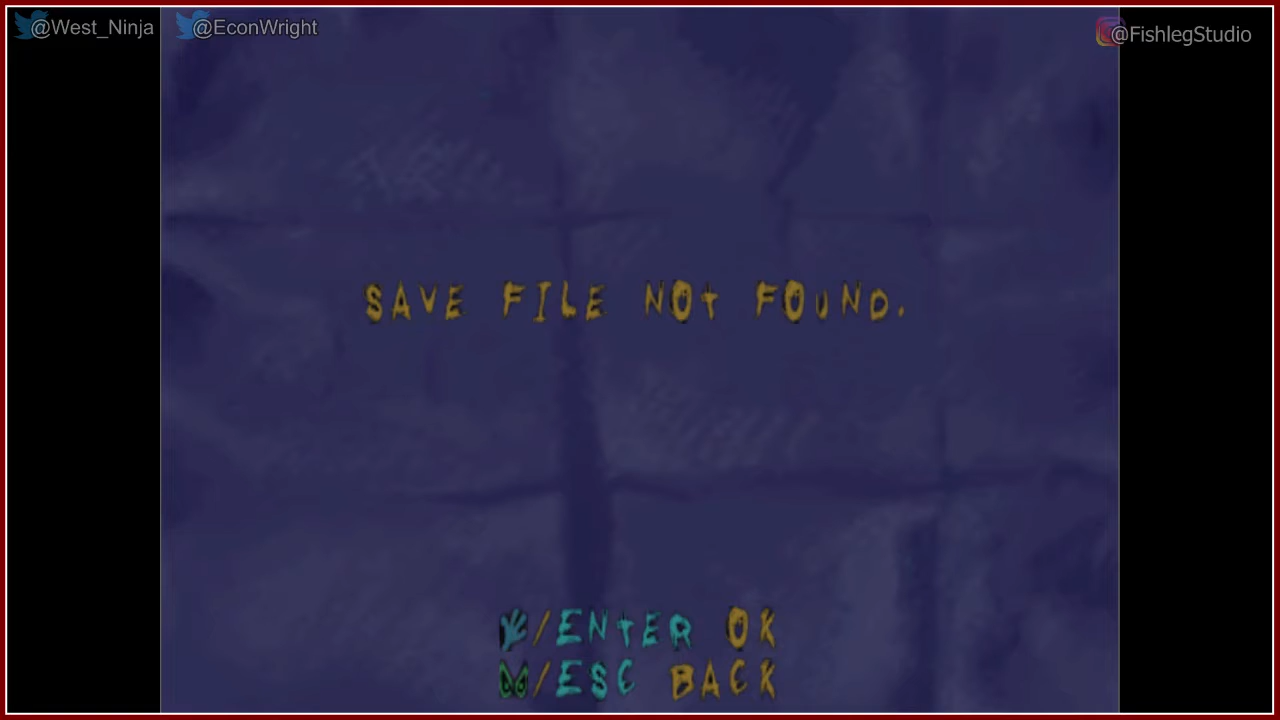 @West_Ninja @EconWright @FishlegStudio
SAVE FILE NOt FOuND.
/ENtER OK
/ESC BACK